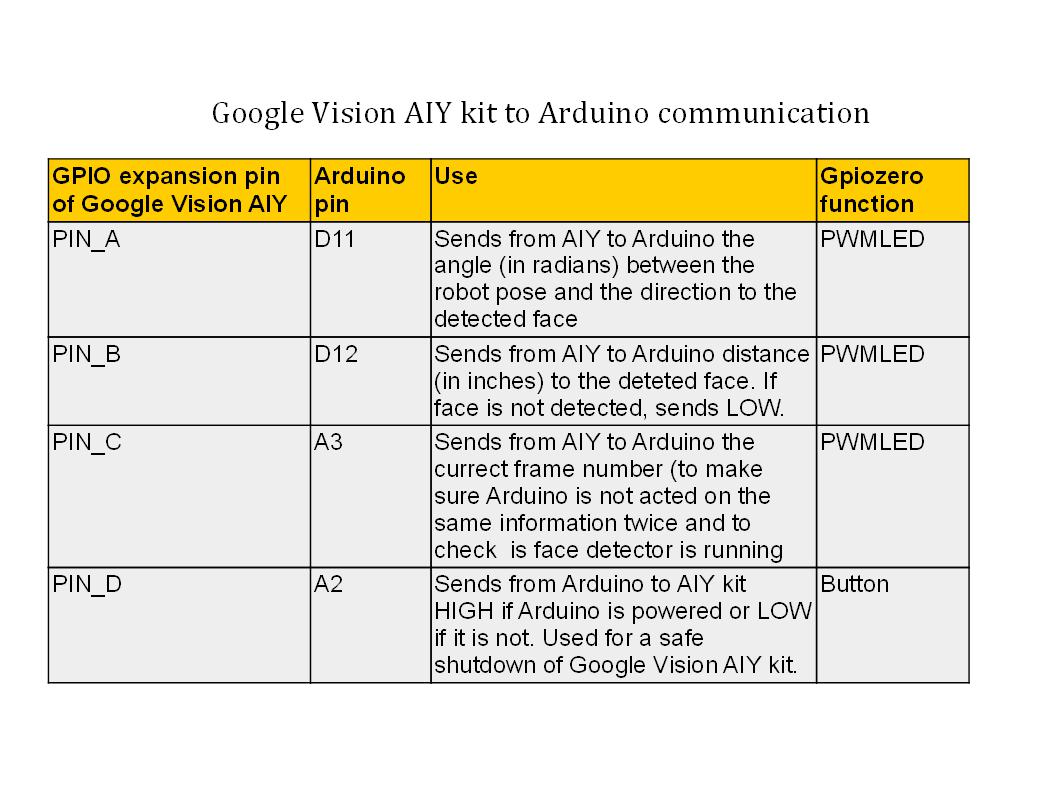 Google Vision AIY kit to Arduino communication
GPIO expansion pin
of Google Vision AIY
Arduino
pin
Use
Gpiozero
function
PIN_A
D11
Sends from AIY to Arduino the
angle (in radians) between the
robot pose and the direction to the
detected face
PWMLED
PIN_B
D12
Sends from AIY to Arduino distance
(in inches) to the deteted face. If
face is not detected, sends LOW.
PWMLED
PIN_C
A3
Sends from AIY to Arduino the
currect frame number (to make
sure Arduino is not acted on the
same information twice and to
check is face detector is running
PWMLED
PIN_D
A2
Sends from Arduino to AIY kit
HIGH if Arduino is powered or LOW
if it is not. Used for a safe
shutdown of Google Vision AIY kit.
Button